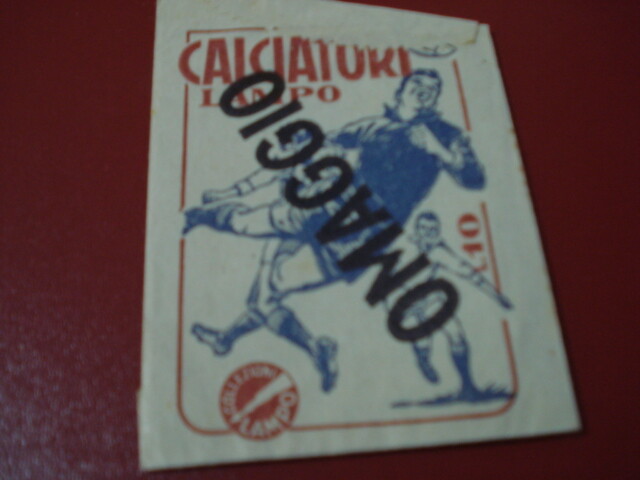 CALCIATORI
LAMPO
OMAGGIO
L.10
COLLEZIONI
LAMPO